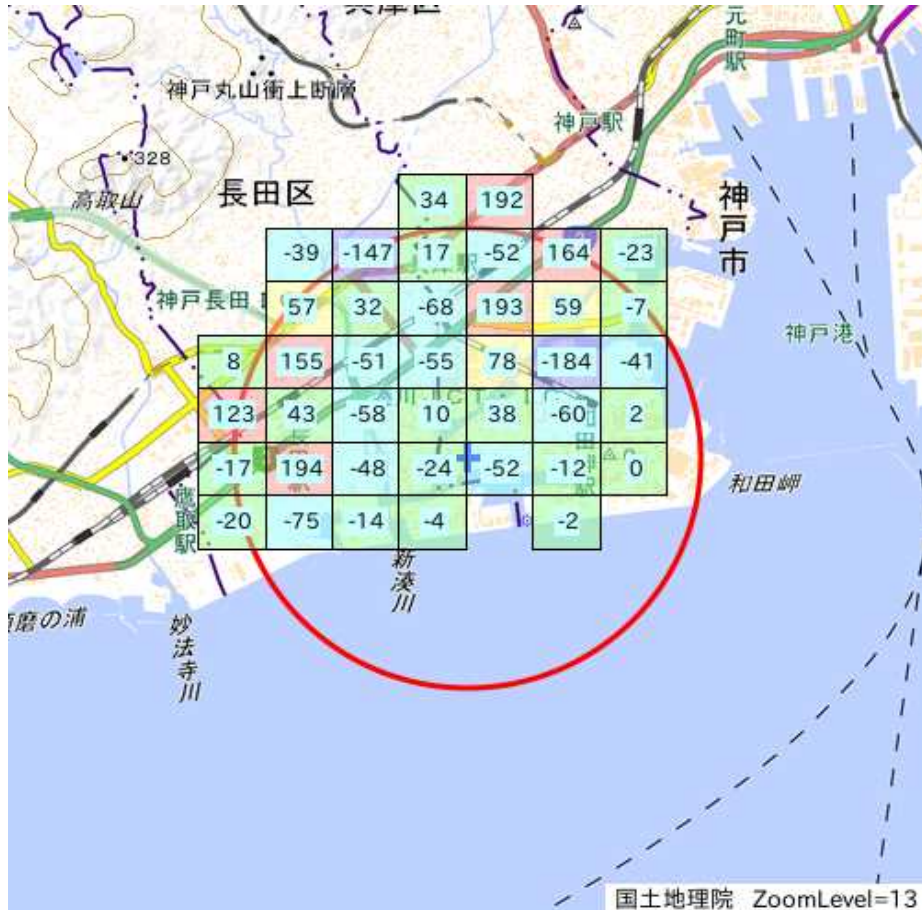 元町駅
神戸丸山衝上断層
神戸駅
328
長田区
高取山
神戸市
34 192
-39 -147 17 -52 164 -23
神戸長田
57 32 -68 193 59 -7
神戸港
8 155 -51 -55 78 -184 -41
123 43 -58 10 38 -60 2
-17 194 -48 -24 -52 -12 0
和田岬
鷹取駅
-20 -75 -14 -4 -2
新湊川
磨の浦
妙法寺川
国土地理院 ZoomLevel=13